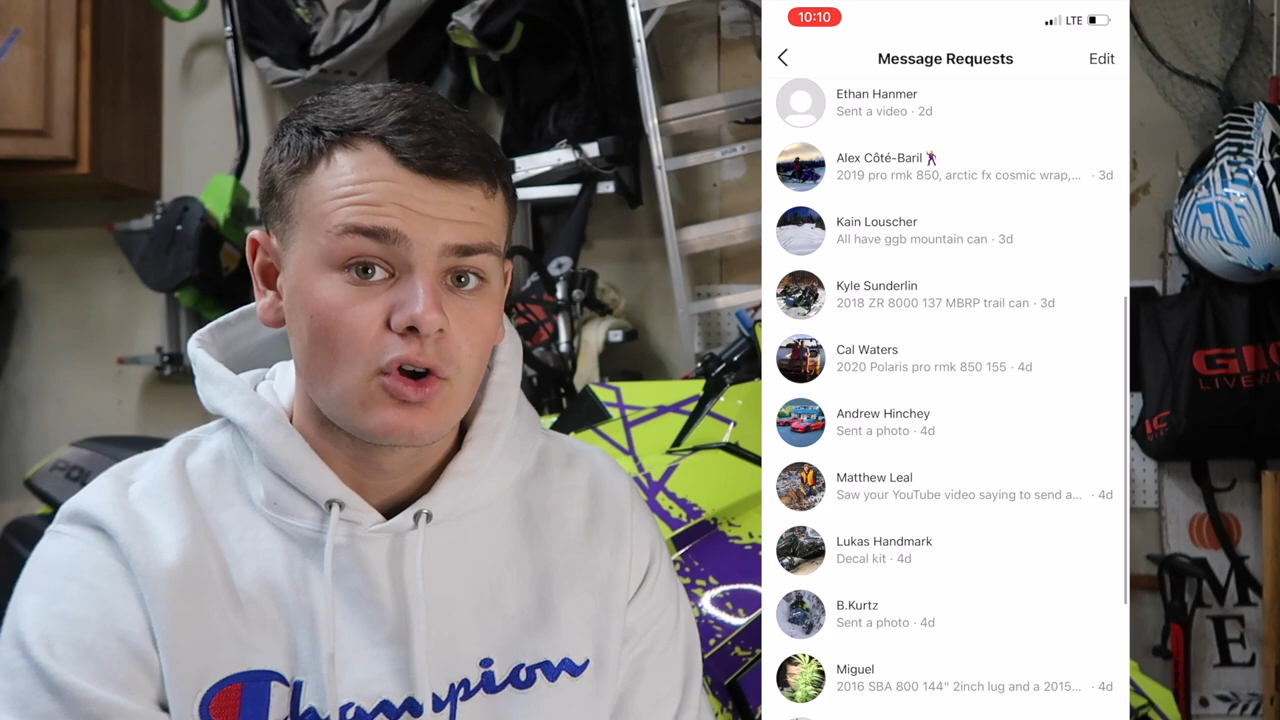 10:10
LTE
Message Requests
Edit
Ethan Hanmer
Sent a video · 2d
Alex Côté-Baril
2019 pro rmk 850, arctic fx cosmic wrap,... · 3d
Kain Louscher
All have ggb mountain can · 3d
Kyle Sunderlin
2018 ZR 8000 137 MBRP trail can · 3d
Cal Waters
2020 Polaris pro rmk 850 155 · 4d
Andrew Hinchey
Sent a photo · 4d
Matthew Leal
Saw your YouTube video saying to send a... · 4d
Lukas Handmark
Decal kit · 4d
B.Kurtz
Sent a photo · 4d
Miguel
2016 SBA 800 144" 2inch lug and a 2015... · 4d
Champion